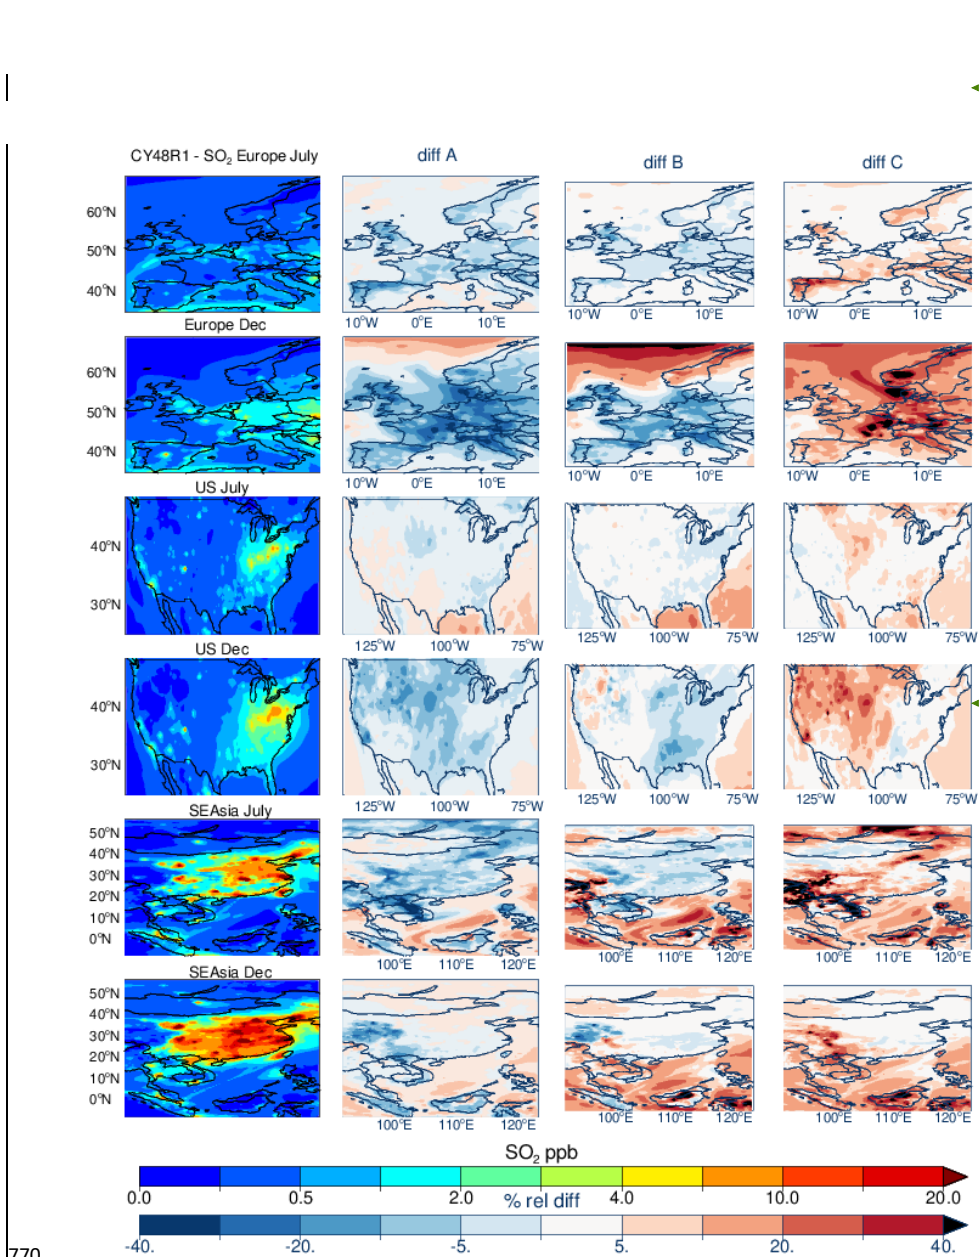 CY48R1 - SO2 Europe July diff A diff B diff C
60°N
50°N
40°N
10°W 0°E 10°E 10°W 0°E 10°E 10°W 0°E 10°E
Europe Dec
60°N
50°N
40°N
10°W 0°E 10°E 10°W 0°E 10°E 10°W 0°E 10°E
US July
40°N
30°N
125°W 100°W 75°W 125°W 100°W 75°W 125°W 100°W 75°W
US Dec
40°N
30°N
125°W 100°W 75°W 125°W 100°W 75°W 125°W 100°W 75°W
SEAsia July
50°N
40°N
30°N
20°N
10°N
0°N
100°E 110°E 120°E 100°E 110°E 120°E 100°E 110°E 120°E
SEAsia Dec
50°N
40°N
30°N
20°N
10°N
0°N
100°E 110°E 120°E 100°E 110°E 120°E 100°E 110°E 120°E
SO2 ppb
0.0 0.5 2.0 4.0 10.0 20.0
% rel diff
-40. -20. -5. 5. 20. 40.
770